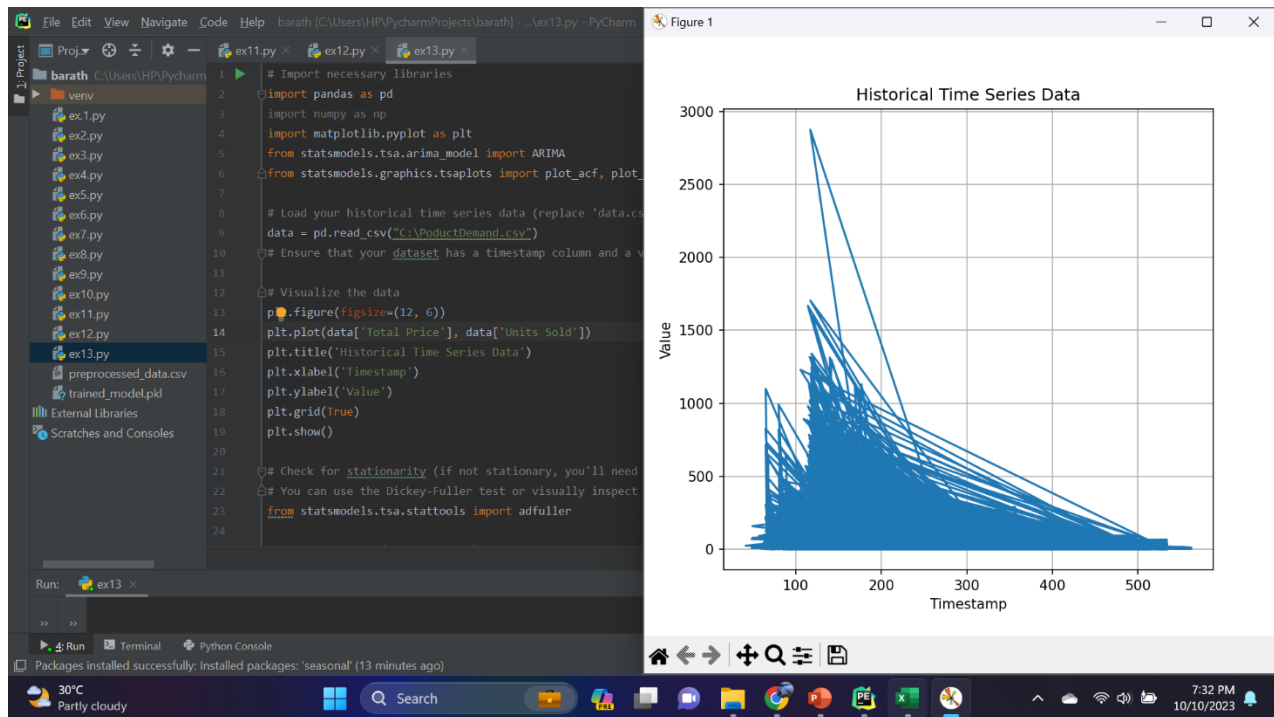 File Edit View Navigate Code Help barath [C:\Users\HP\PycharmProjects\barath] - ...\ex13.py - PyCharm
Proj...
ex11.py
ex12.py
ex13.py
1: Project
barath C:\Users\HP\Pycharm
venv
ex.1.py
ex2.py
ex3.py
ex4.py
ex5.py
ex6.py
ex7.py
ex8.py
ex9.py
ex10.py
ex11.py
ex12.py
ex13.py
preprocessed_data.csv
trained_model.pkl
External Libraries
Scratches and Consoles
1 # Import necessary libraries
2 import pandas as pd
3 import numpy as np
4 import matplotlib.pyplot as plt
5 from statsmodels.tsa.arima_model import ARIMA
6 from statsmodels.graphics.tsaplots import plot_acf, plot_
7
8 # Load your historical time series data (replace 'data.cs
9 data = pd.read_csv("C:\PoductDemand.csv")
10 # Ensure that your dataset has a timestamp column and a v
11
12 # Visualize the data
13 p .figure(figsize=(12, 6))
14 plt.plot(data['Total Price'], data['Units Sold'])
15 plt.title('Historical Time Series Data')
16 plt.xlabel('Timestamp')
17 plt.ylabel('Value')
18 plt.grid(True)
19 plt.show()
20
21 # Check for stationarity (if not stationary, you'll need
22 # You can use the Dickey-Fuller test or visually inspect
23 from statsmodels.tsa.stattools import adfuller
24
Run: ex13
4: Run Terminal Python Console
Packages installed successfully: Installed packages: 'seasonal' (13 minutes ago)
Figure 1
Historical Time Series Data
3000
2500
2000
1500
1000
500
0
Value
100 200 300 400 500
Timestamp
30°C
Partly cloudy
Search
PRE
7:32 PM
10/10/2023